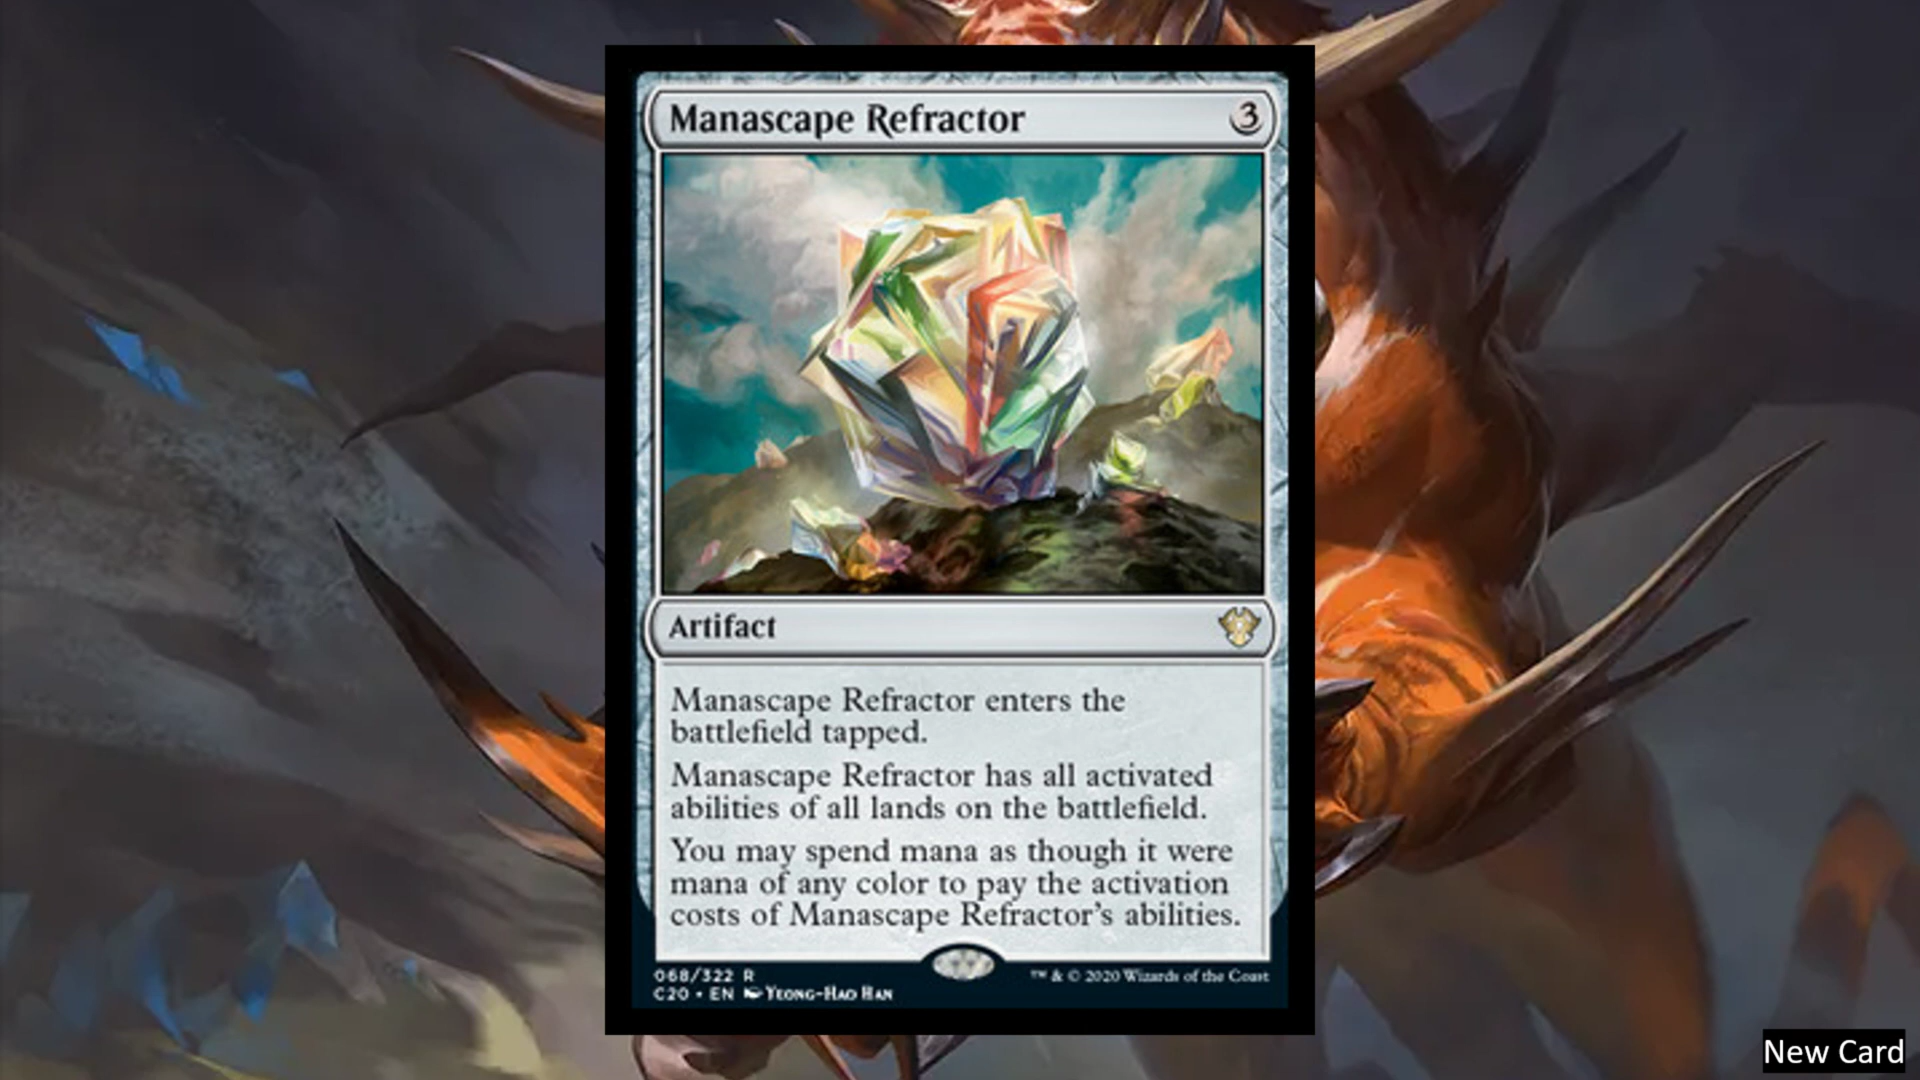 Manascape Refractor 3
Artifact
Manascape Refractor enters the
battlefield tapped.
Manascape Refractor has all activated
abilities of all lands on the battlefield.
You may spend mana as though it were
mana of any color to pay the activation
costs of Manascape Refractor's abilities.
068/322 R
™ & © 2020 Wizards of the Coast
C20 • EN Yeong-Hao Han
New Card